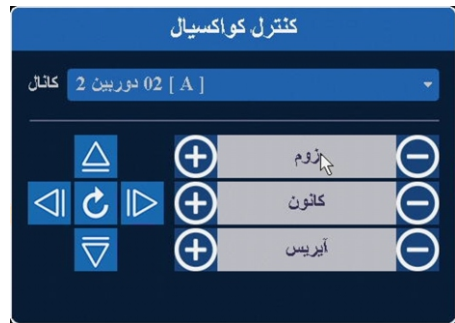 کنترل کواکسیال
کانال 02 دوربین 2 [ A ]
زوم
کانون
آیریس